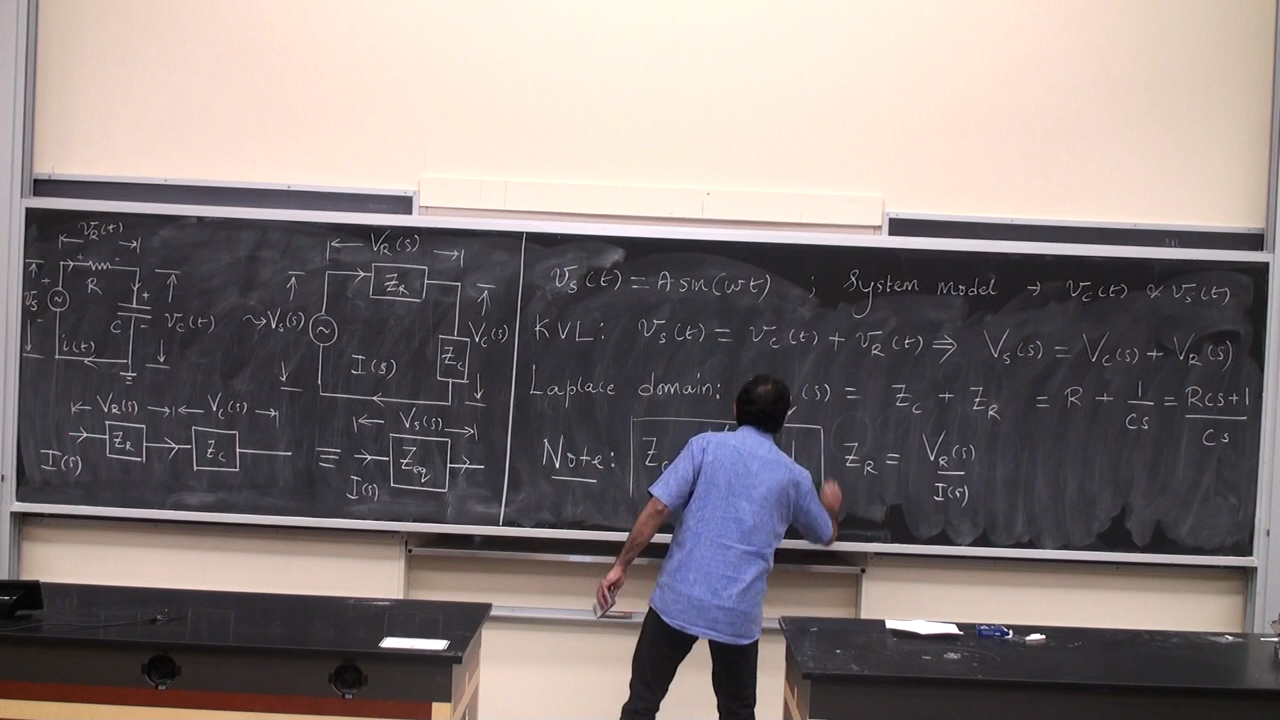 v_R(t)
+ -
R
+
v_s
-
+
C
-
v_c(t)
i(t)
V_R(s)
Z_R
~> V_s(s)
~
I(s)
Z_c
V_c(s)
V_R(s) V_c(s)
Z_R Z_c
I(s)
≡
V_s(s)
Z_eq
I(s)
v_s(t) = A sin(ωt) ; System model → v_c(t) & v_s(t)
KVL: v_s(t) = v_c(t) + v_R(t) ⇒ V_s(s) = V_c(s) + V_R(s)
Laplace domain: (s) = Z_c + Z_R = R + 1/Cs = RCs+1/Cs
Note: Z Z_R = V_R(s)/I(s)